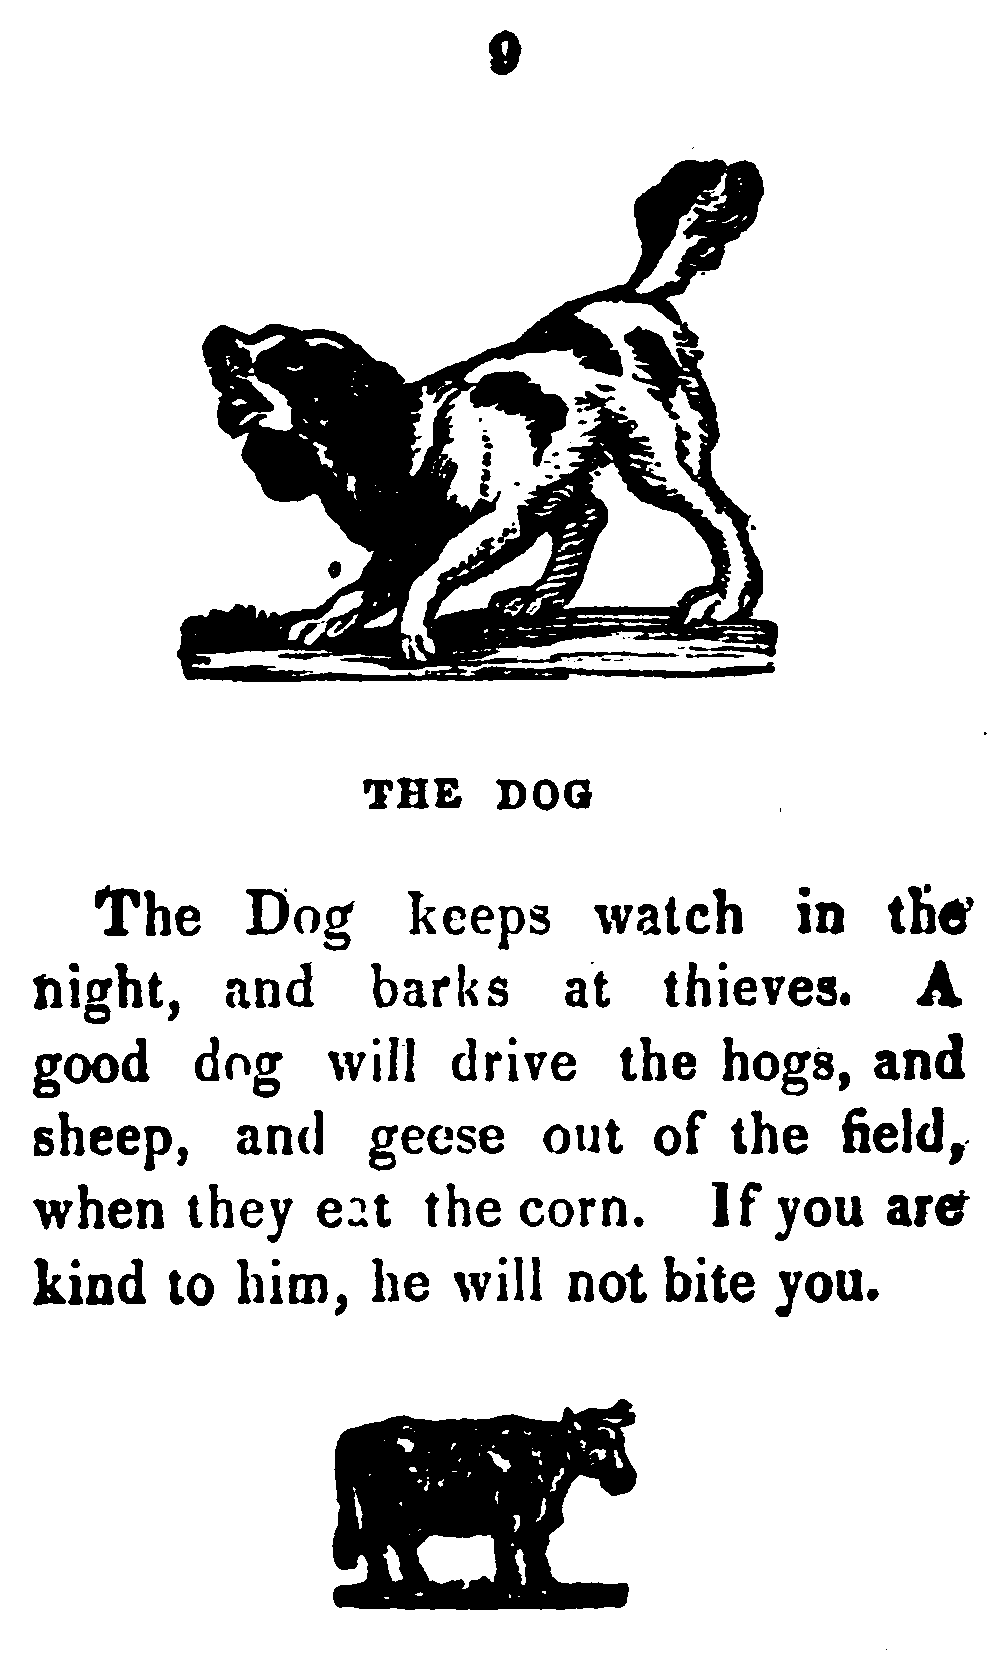 9
THE DOG
The Dog keeps watch in the
night, and barks at thieves. A
good dog will drive the hogs, and
sheep, and geese out of the field,
when they eat the corn. If you are
kind to him, he will not bite you.